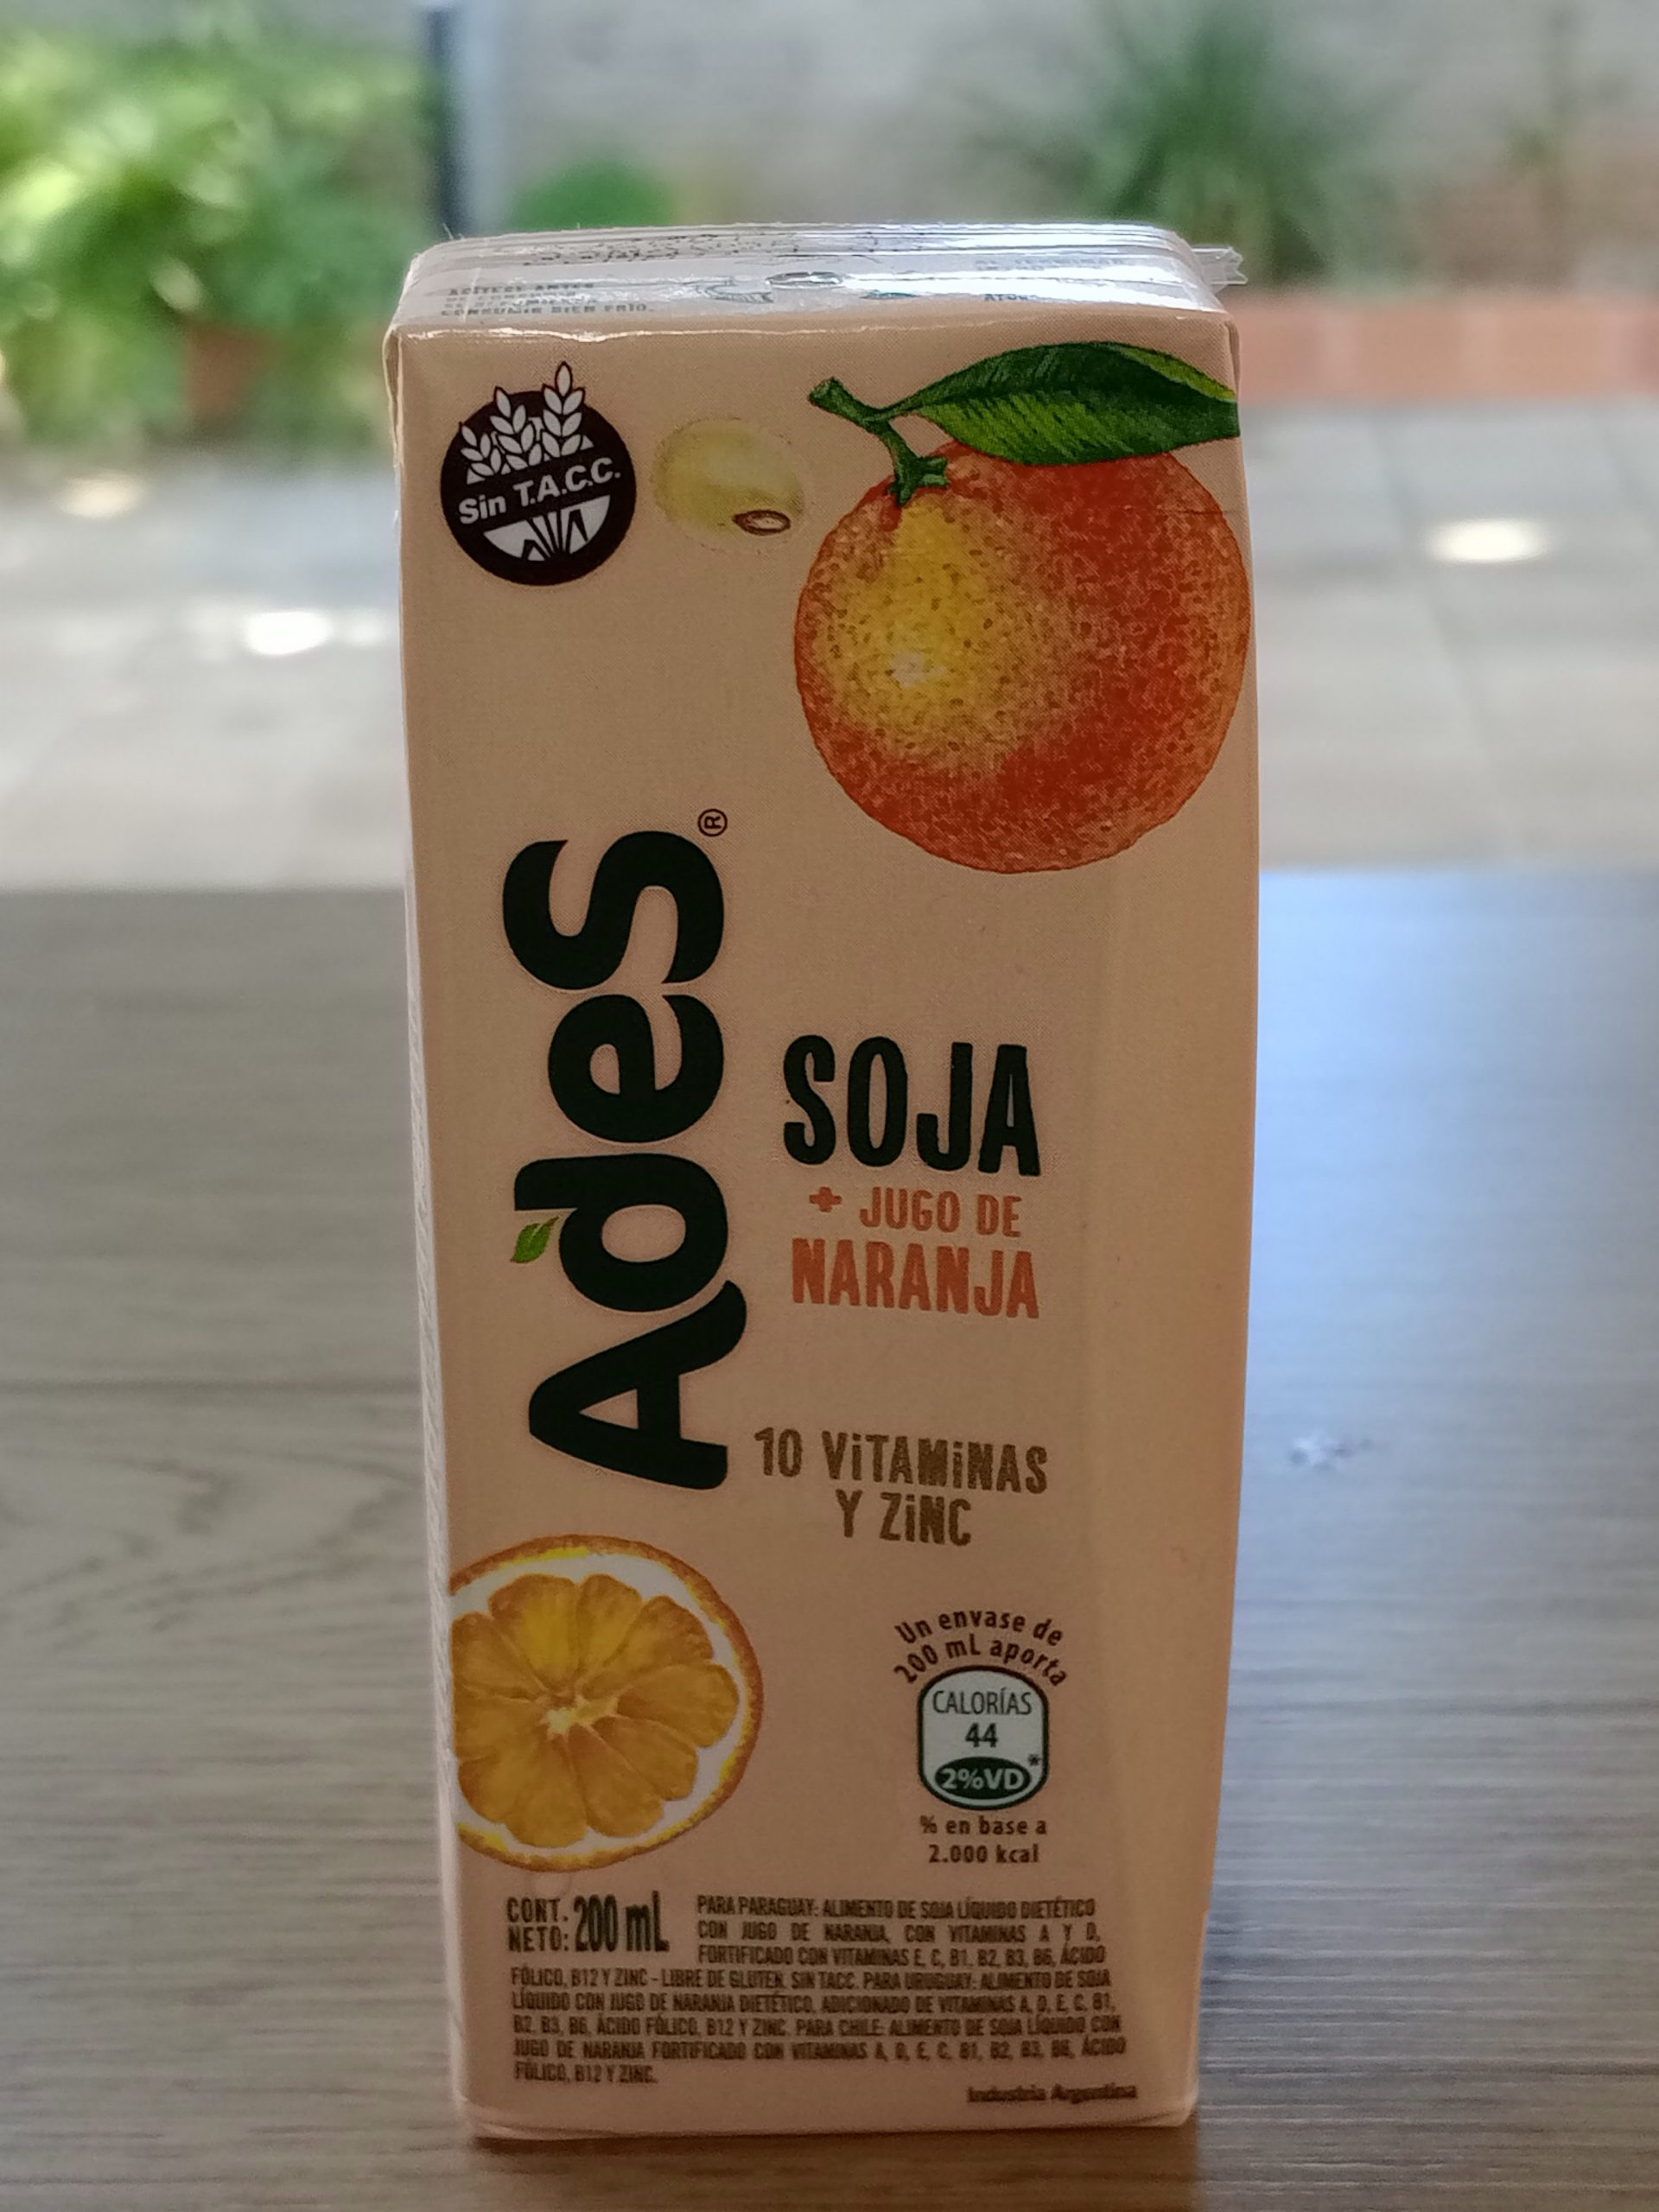 CONSUMIR BIEN FRÍO.
Sin T.A.C.C.
AdeS®
SOJA
+ JUGO DE
NARANJA
10 ViTAMiNAS
Y ZiNC
Un envase de
200 mL aporta
CALORÍAS
44
2%VD*
% en base a
2.000 kcal
CONT.
NETO: 200 mL
PARA PARAGUAY: ALIMENTO DE SOJA LÍQUIDO DIETÉTICO
CON JUGO DE NARANJA, CON VITAMINAS A Y D,
FORTIFICADO CON VITAMINAS E, C, B1, B2, B3, B6, ÁCIDO
FÓLICO, B12 Y ZINC - LIBRE DE GLUTEN. SIN TACC. PARA URUGUAY: ALIMENTO DE SOJA
LÍQUIDO CON JUGO DE NARANJA DIETÉTICO, ADICIONADO DE VITAMINAS A, D, E, C, B1,
B2, B3, B6, ÁCIDO FÓLICO, B12 Y ZINC. PARA CHILE: ALIMENTO DE SOJA LÍQUIDO CON
JUGO DE NARANJA FORTIFICADO CON VITAMINAS A, D, E, C, B1, B2, B3, B6, ÁCIDO
FÓLICO, B12 Y ZINC.
Industria Argentina